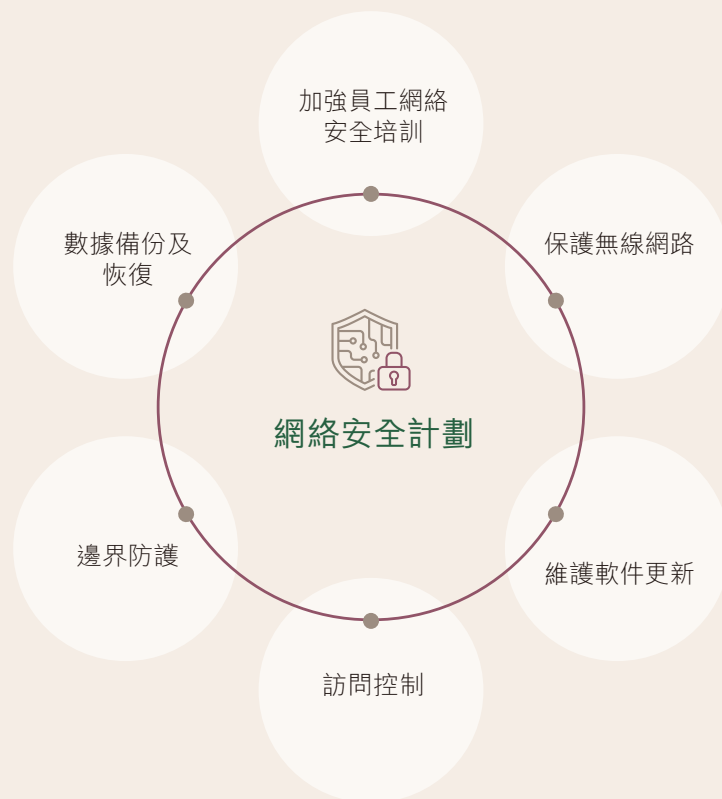 加強員工網絡
安全培訓
數據備份及
恢復
保護無線網路
網絡安全計劃
邊界防護
維護軟件更新
訪問控制